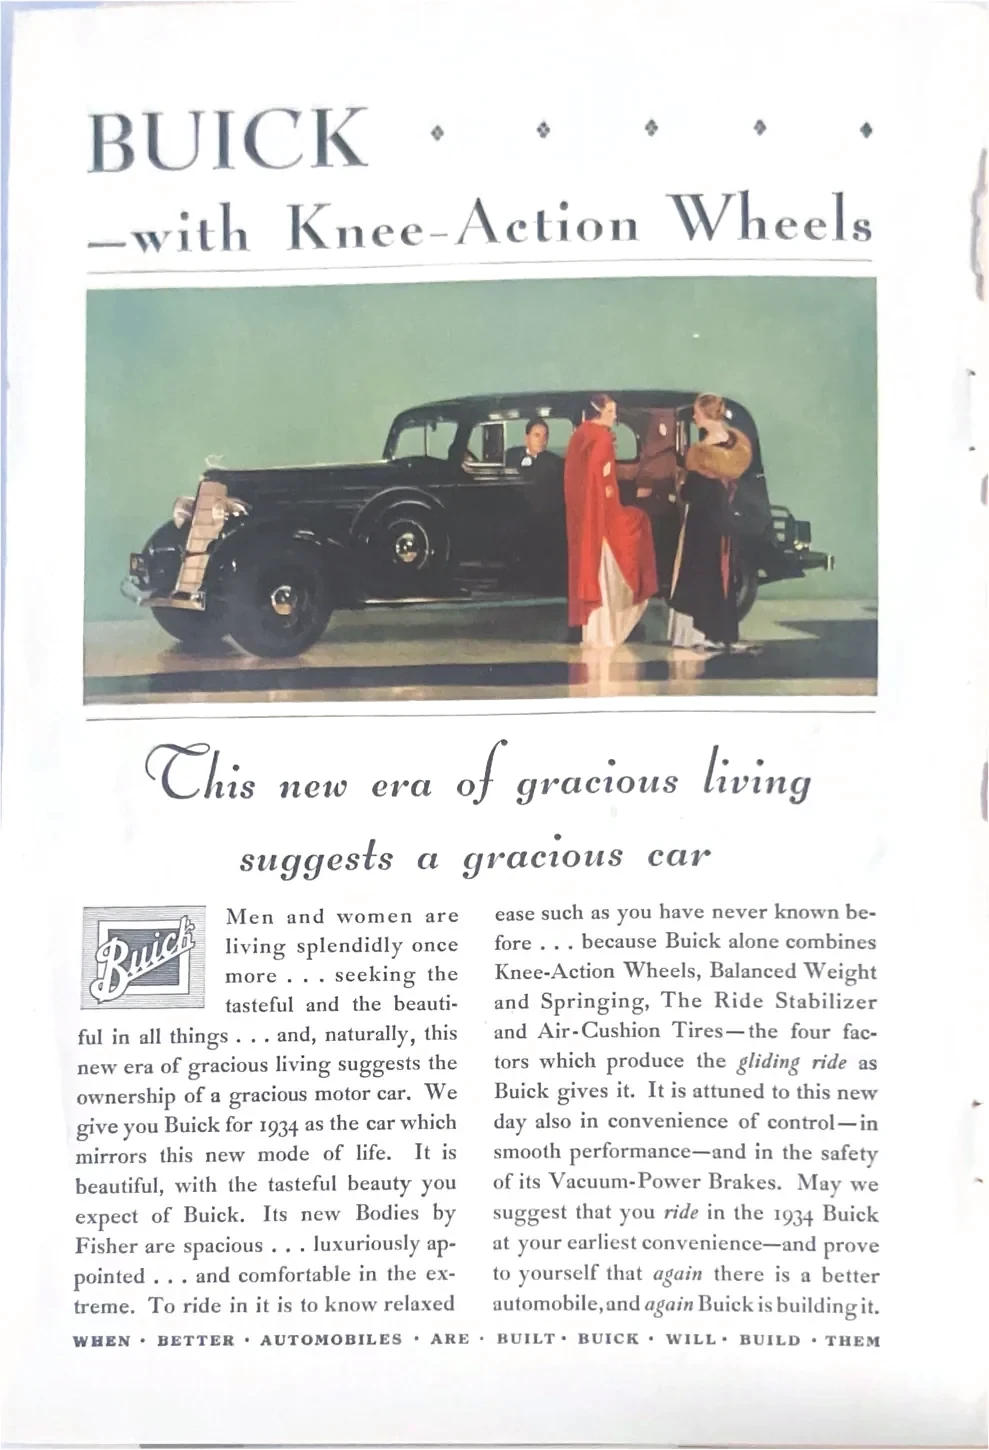 BUICK
—with Knee-Action Wheels
This new era of gracious living
suggests a gracious car
Buick
Men and women are
living splendidly once
more . . . seeking the
tasteful and the beauti-
ful in all things . . . and, naturally, this
new era of gracious living suggests the
ownership of a gracious motor car. We
give you Buick for 1934 as the car which
mirrors this new mode of life. It is
beautiful, with the tasteful beauty you
expect of Buick. Its new Bodies by
Fisher are spacious . . . luxuriously ap-
pointed . . . and comfortable in the ex-
treme. To ride in it is to know relaxed
ease such as you have never known be-
fore . . . because Buick alone combines
Knee-Action Wheels, Balanced Weight
and Springing, The Ride Stabilizer
and Air-Cushion Tires—the four fac-
tors which produce the gliding ride as
Buick gives it. It is attuned to this new
day also in convenience of control—in
smooth performance—and in the safety
of its Vacuum-Power Brakes. May we
suggest that you ride in the 1934 Buick
at your earliest convenience—and prove
to yourself that again there is a better
automobile, and again Buick is building it.
WHEN · BETTER · AUTOMOBILES · ARE · BUILT · BUICK · WILL · BUILD · THEM